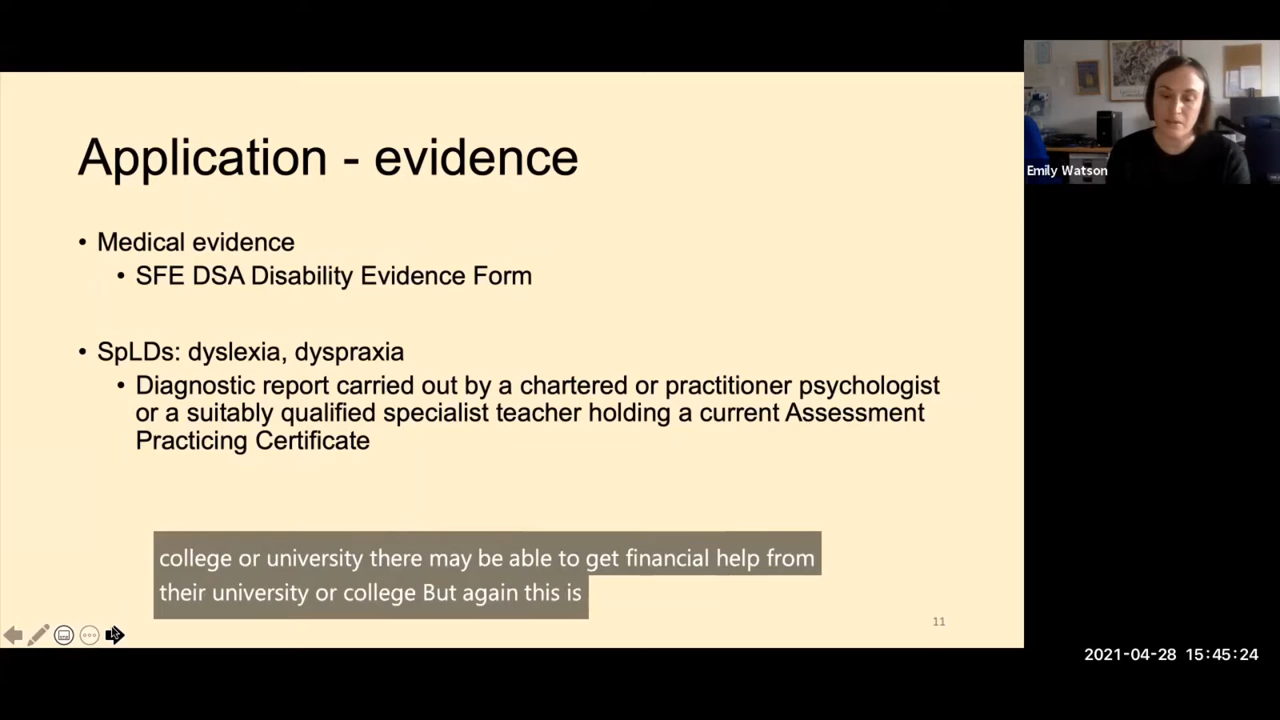 Application - evidence
• Medical evidence
• SFE DSA Disability Evidence Form
• SpLDs: dyslexia, dyspraxia
• Diagnostic report carried out by a chartered or practitioner psychologist
or a suitably qualified specialist teacher holding a current Assessment
Practicing Certificate
college or university there may be able to get financial help from
their university or college But again this is
11
Emily Watson
2021-04-28 15:45:24